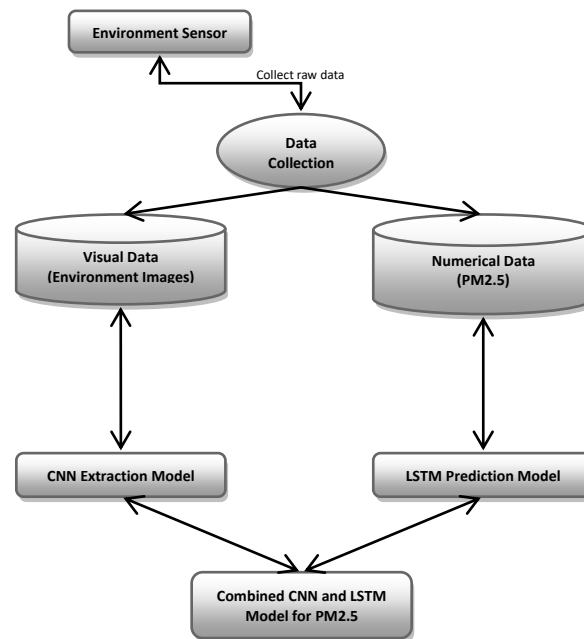 Environment Sensor
Collect raw data
Data
Collection
Visual Data
(Environment Images)
Numerical Data
(PM2.5)
CNN Extraction Model
LSTM Prediction Model
Combined CNN and LSTM
Model for PM2.5